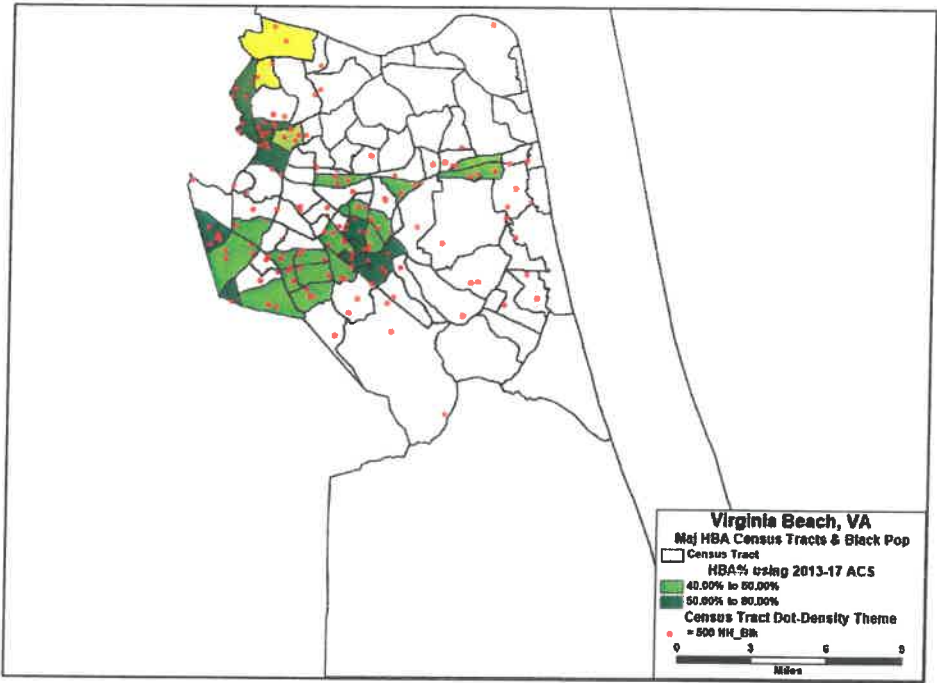 Virginia Beach, VA
Maj HBA Census Tracts & Black Pop
Census Tract
HBA% using 2013-17 ACS
40.00% to 50.00%
50.00% to 80.00%
Census Tract Dot-Density Theme
= 500 NH_Blk
0 3 6 9
Miles